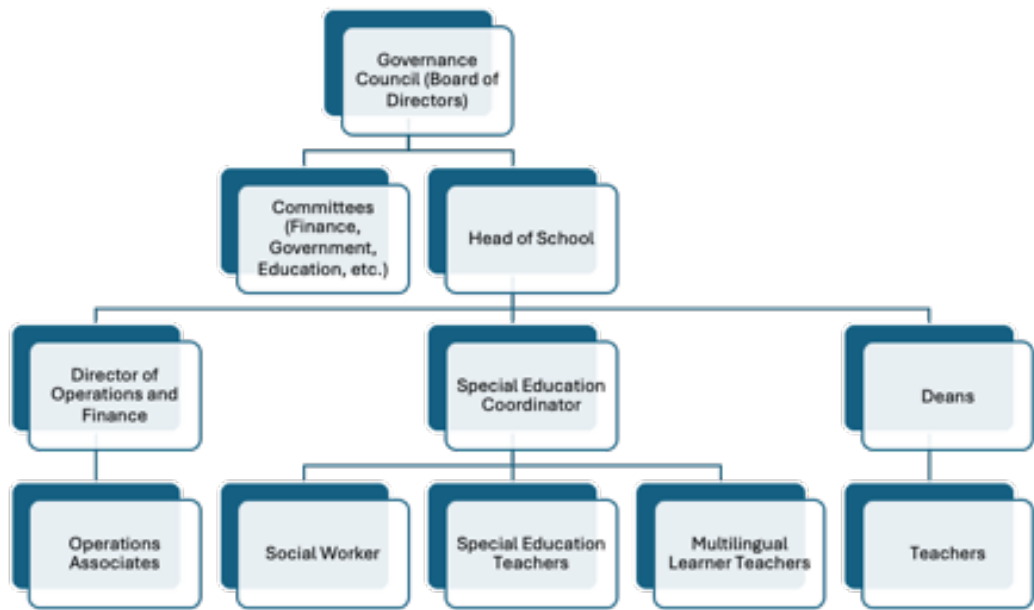 Governance
Council (Board of
Directors)
Committees
(Finance,
Government,
Education, etc.)
Head of School
Director of
Operations and
Finance
Special Education
Coordinator
Deans
Operations
Associates
Social Worker
Special Education
Teachers
Multilingual
Learner Teachers
Teachers